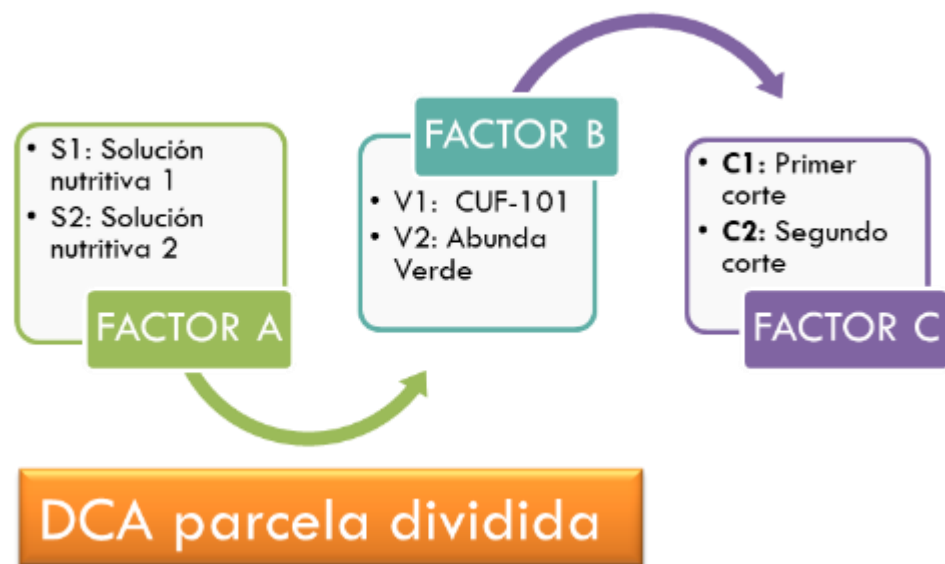 • S1: Solución
nutritiva 1
• S2: Solución
nutritiva 2
FACTOR A
FACTOR B
• V1: CUF-101
• V2: Abunda
Verde
• C1: Primer
corte
• C2: Segundo
corte
FACTOR C
DCA parcela dividida